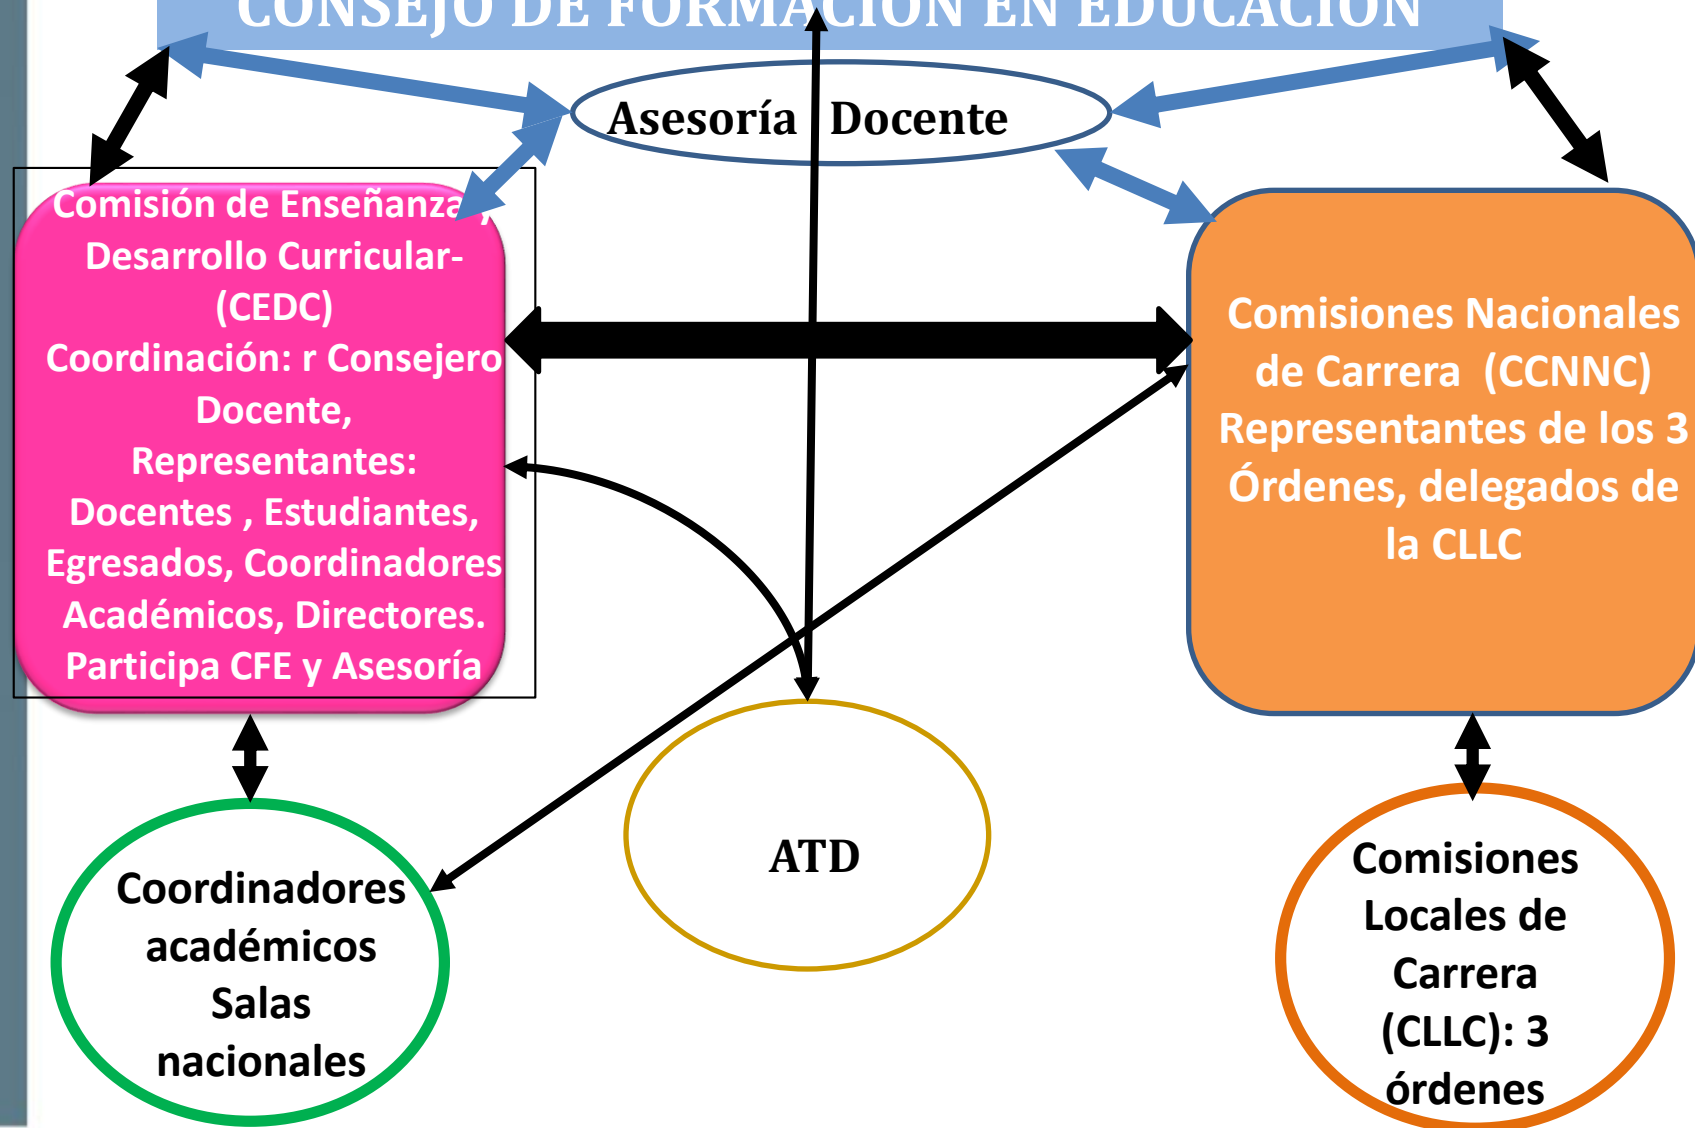 CONSEJO DE FORMACIÓN EN EDUCACIÓN
Asesoría Docente
Comisión de Enseñanza ,
Desarrollo Curricular-
(CEDC)
Coordinación: r Consejero
Docente,
Representantes:
Docentes , Estudiantes,
Egresados, Coordinadores
Académicos, Directores.
Participa CFE y Asesoría
Comisiones Nacionales
de Carrera (CCNNC)
Representantes de los 3
Órdenes, delegados de
la CLLC
Coordinadores
académicos
Salas
nacionales
ATD
Comisiones
Locales de
Carrera
(CLLC): 3
órdenes